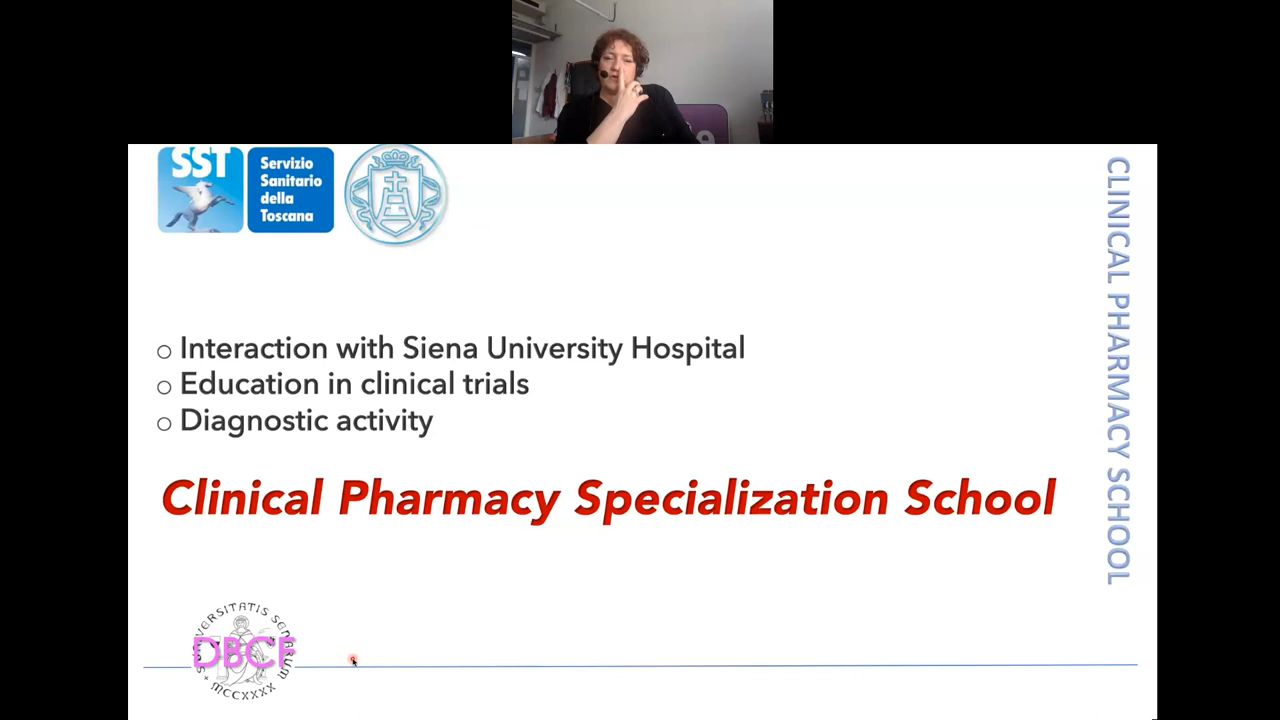 SST
Servizio
Sanitario
della
Toscana
CLINICAL PHARMACY SCHOOL
o Interaction with Siena University Hospital
o Education in clinical trials
o Diagnostic activity
Clinical Pharmacy Specialization School
DBCF
MCCXXXX